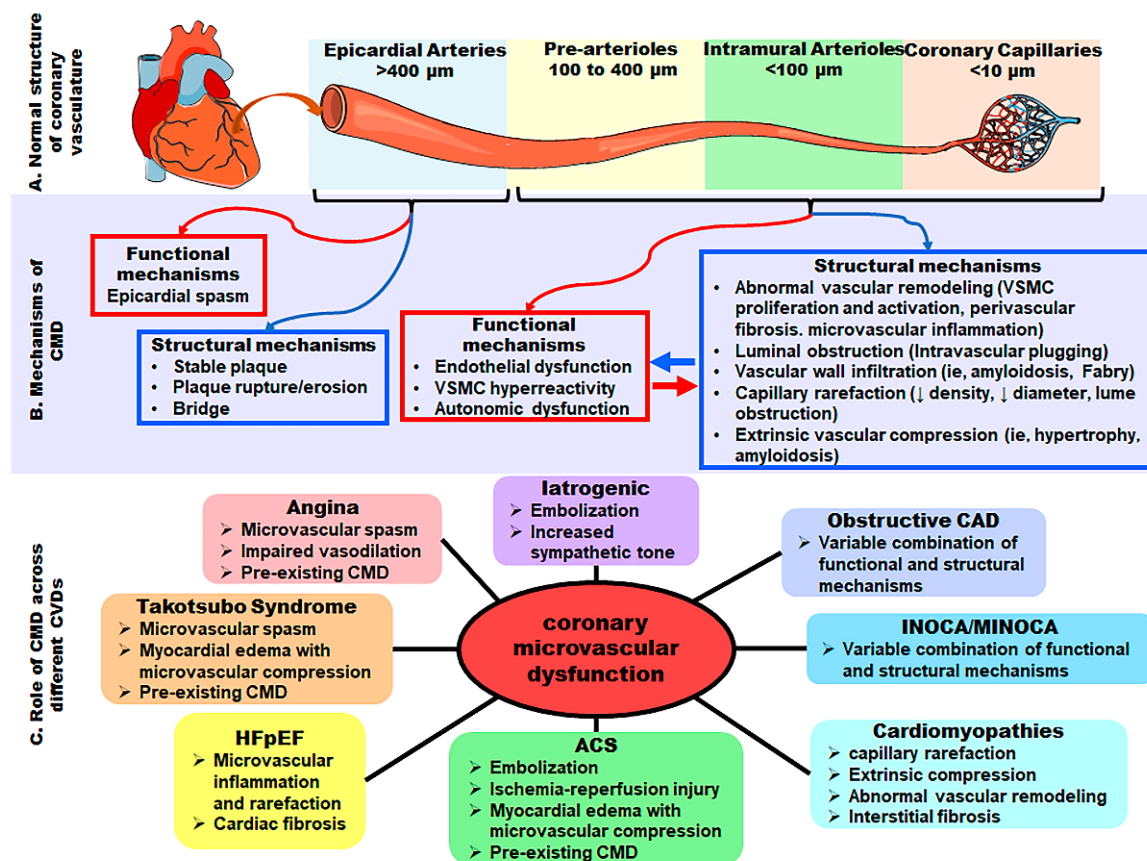 A. Normal structure
of coronary
vasculature
Epicardial Arteries
>400 µm
Pre-arterioles
100 to 400 µm
Intramural Arterioles
<100 µm
Coronary Capillaries
<10 µm
B. Mechanisms of
CMD
Functional
mechanisms
Epicardial spasm
Structural mechanisms
• Stable plaque
• Plaque rupture/erosion
• Bridge
Functional
mechanisms
• Endothelial dysfunction
• VSMC hyperreactivity
• Autonomic dysfunction
Structural mechanisms
• Abnormal vascular remodeling (VSMC
proliferation and activation, perivascular
fibrosis. microvascular inflammation)
• Luminal obstruction (Intravascular plugging)
• Vascular wall infiltration (ie, amyloidosis, Fabry)
• Capillary rarefaction (↓ density, ↓ diameter, lume
obstruction)
• Extrinsic vascular compression (ie, hypertrophy,
amyloidosis)
C. Role of CMD across
different CVDs
Angina
➢ Microvascular spasm
➢ Impaired vasodilation
➢ Pre-existing CMD
Iatrogenic
➢ Embolization
➢ Increased
sympathetic tone
Obstructive CAD
➢ Variable combination of
functional and structural
mechanisms
Takotsubo Syndrome
➢ Microvascular spasm
➢ Myocardial edema with
microvascular compression
➢ Pre-existing CMD
coronary
microvascular
dysfunction
INOCA/MINOCA
➢ Variable combination of functional
and structural mechanisms
HFpEF
➢ Microvascular
inflammation
and rarefaction
➢ Cardiac fibrosis
ACS
➢ Embolization
➢ Ischemia-reperfusion injury
➢ Myocardial edema with
microvascular compression
➢ Pre-existing CMD
Cardiomyopathies
➢ capillary rarefaction
➢ Extrinsic compression
➢ Abnormal vascular remodeling
➢ Interstitial fibrosis